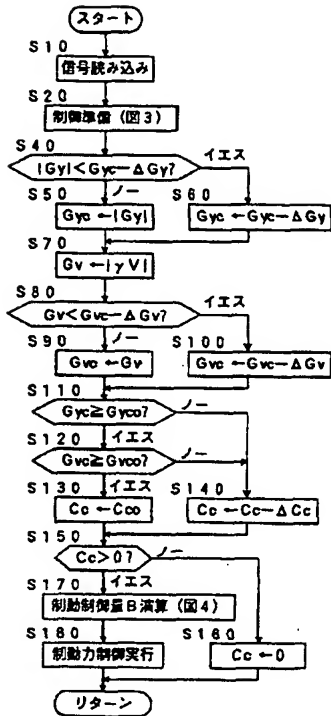 スタート
S10
信号読み込み
S20
制御準備(図3)
S40
|Gy|<Gyc-ΔGy?
イエス
S50
ノー
S60
Gyc←|Gy|
Gyc←Gyc-ΔGy
S70
Gv←|γV|
S80
Gv<Gvc-ΔGv?
イエス
S90
ノー
S100
Gvc←Gv
Gvc←Gvc-ΔGv
S110
Gyc≧Gyco?
ノー
S120
イエス
Gvc≧Gvco?
ノー
S130
イエス
S140
Cc←Cco
Cc←Cc-ΔCc
S150
Cc>0?
ノー
S170
イエス
制動制御量B演算(図4)
S180
S160
制動力制御実行
Cc←0
リターン